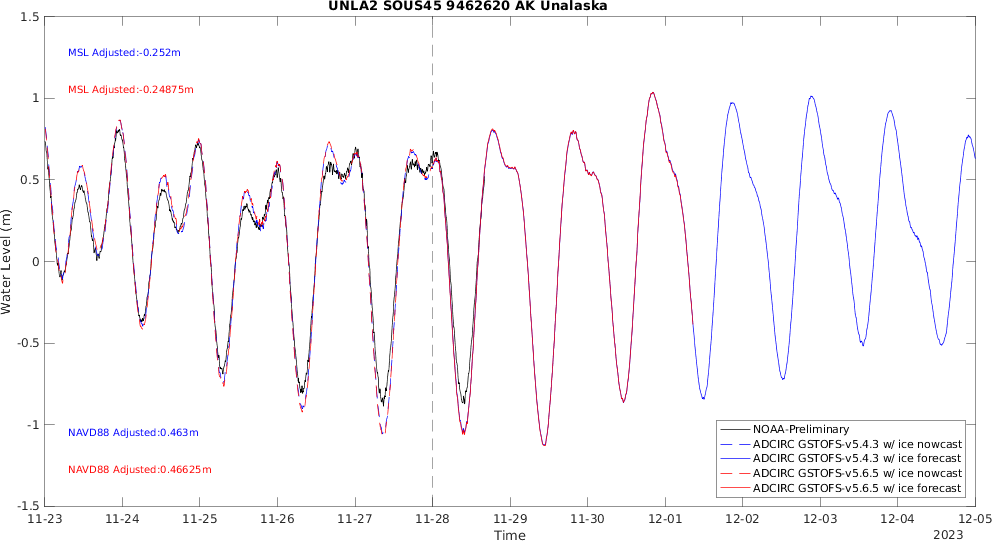 UNLA2 SOUS45 9462620 AK Unalaska
1.5
1
0.5
0
-0.5
-1
-1.5
Water Level (m)
MSL Adjusted:-0.252m
MSL Adjusted:-0.24875m
NAVD88 Adjusted:0.463m
NAVD88 Adjusted:0.46625m
NOAA-Preliminary
ADCIRC GSTOFS-v5.4.3 w/ ice nowcast
ADCIRC GSTOFS-v5.4.3 w/ ice forecast
ADCIRC GSTOFS-v5.6.5 w/ ice nowcast
ADCIRC GSTOFS-v5.6.5 w/ ice forecast
11-23 11-24 11-25 11-26 11-27 11-28 11-29 11-30 12-01 12-02 12-03 12-04 12-05
Time
2023